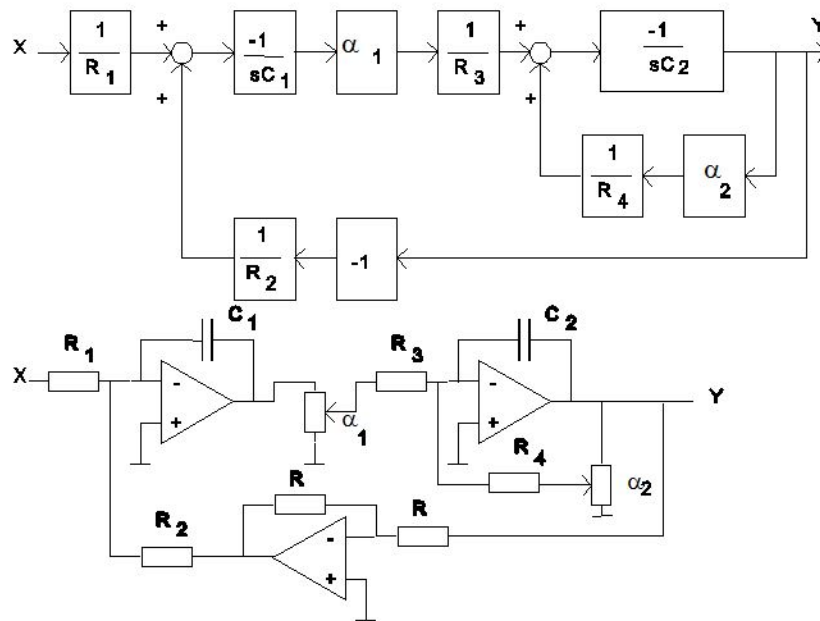 X 1 + -1 α 1 1 + -1 Y
R1 sC1 R3 sC2
+ +
1 α2
R4
1 -1
R2
C1 C2
R1 R3
X - - Y
+ α1 +
R4
α2
R R
R2 -
+